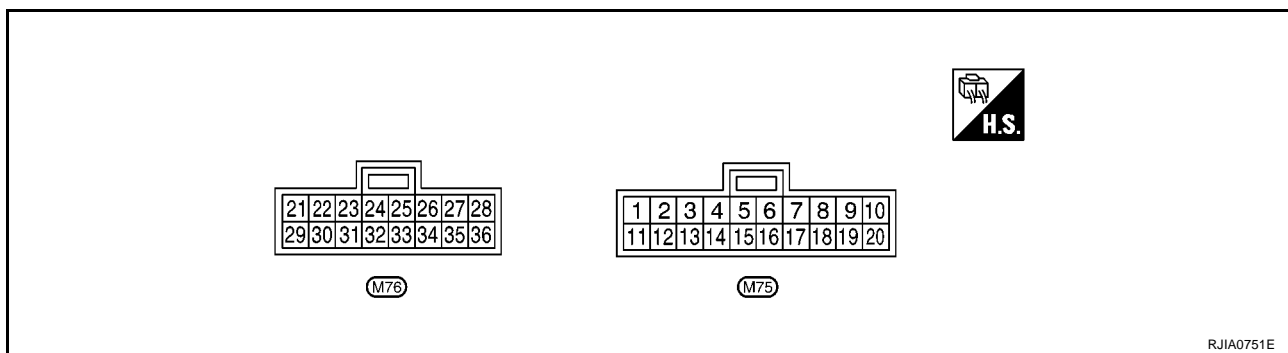 H.S.
21 22 23 24 25 26 27 28
29 30 31 32 33 34 35 36
M76
1 2 3 4 5 6 7 8 9 10
11 12 13 14 15 16 17 18 19 20
M75
RJIA0751E